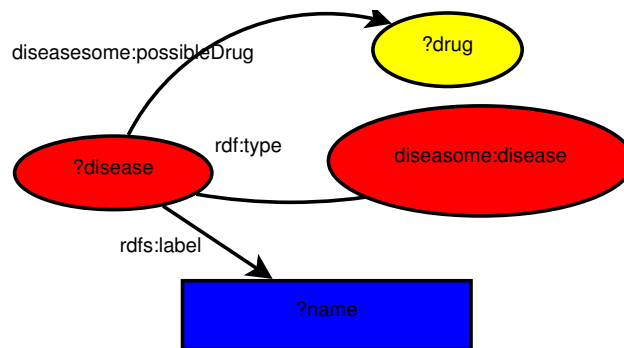 ?drug
diseasesome:possibleDrug
rdf:type
diseasome:disease
?disease
rdfs:label
?name